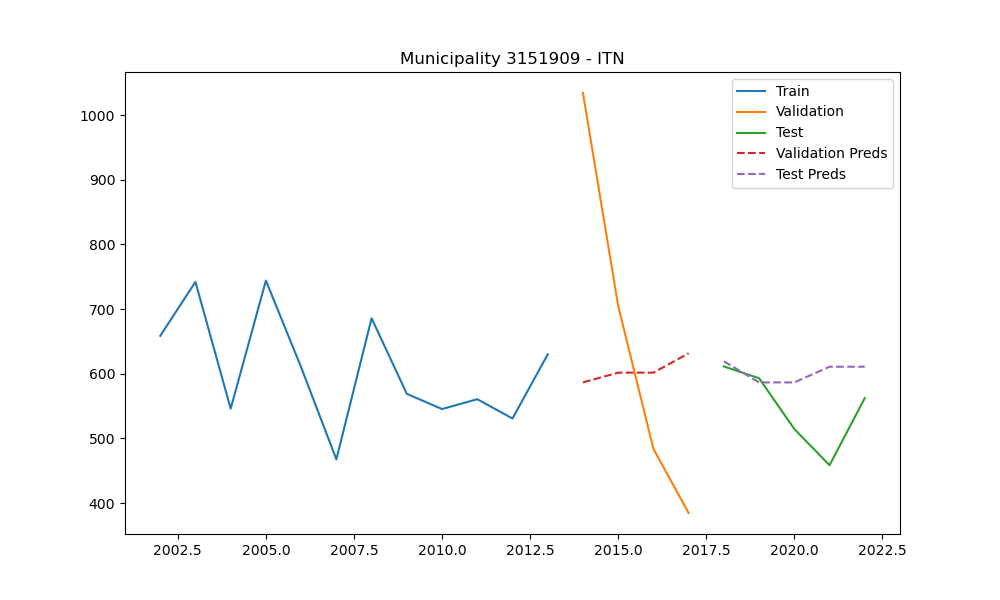 Municipality 3151909 - ITN
Train
Validation
Test
Validation Preds
Test Preds
1000
900
800
700
600
500
400
2002.5 2005.0 2007.5 2010.0 2012.5 2015.0 2017.5 2020.0 2022.5